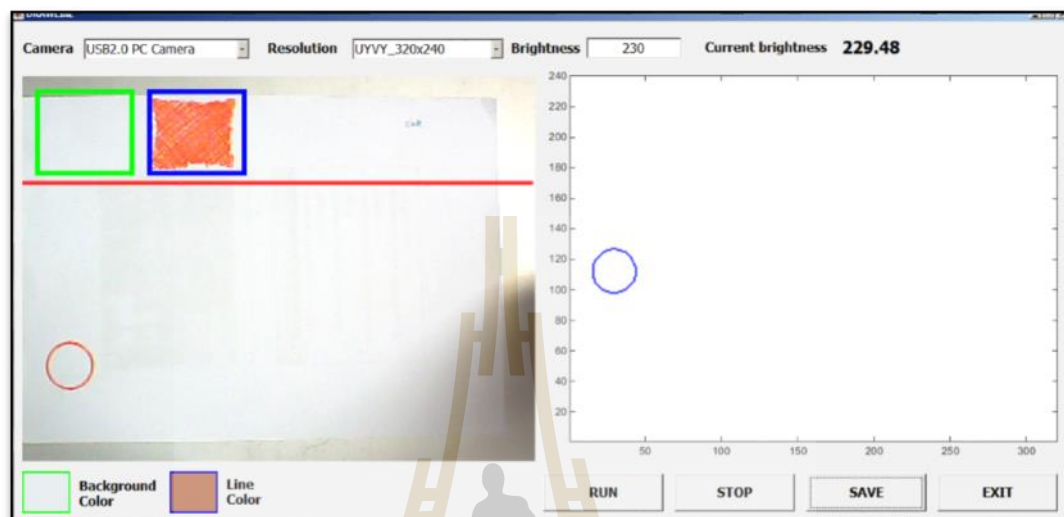 Camera USB2.0 PC Camera Resolution UYVY_320x240 Brightness 230 Current brightness 229.48
240
220
200
180
160
140
120
100
80
60
40
20
50 100 150 200 250 300
Background Color
Line Color
RUN STOP SAVE EXIT